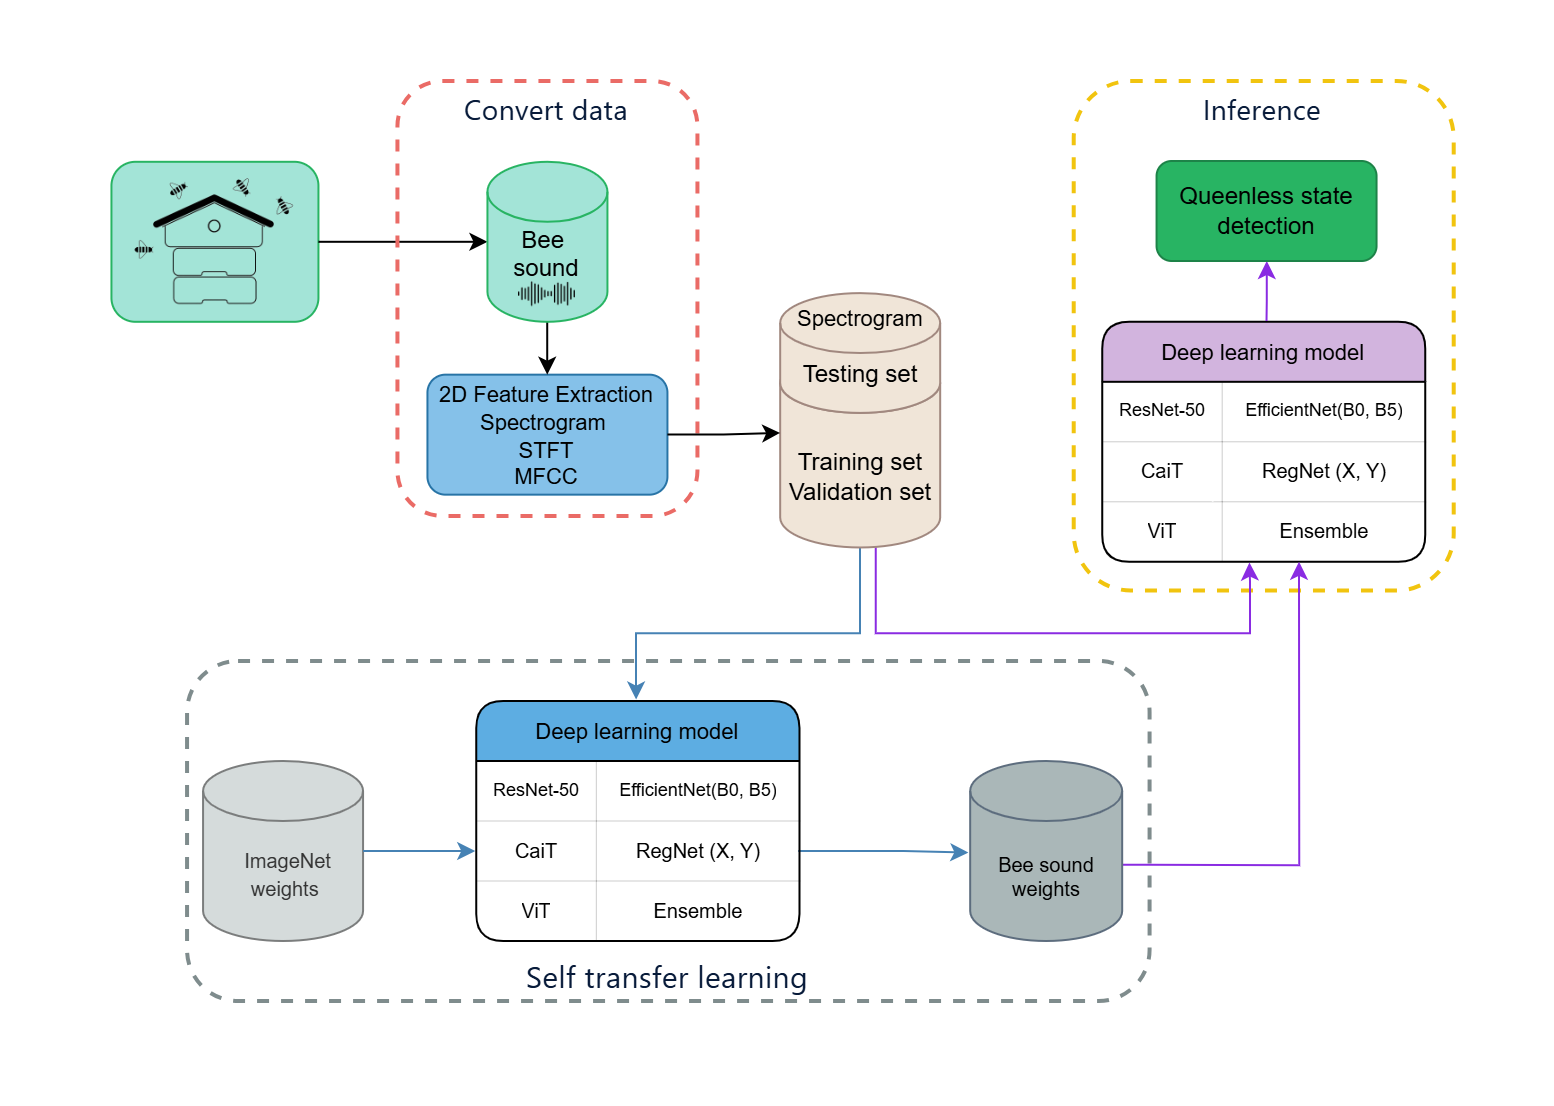 Convert data
Bee
sound
2D Feature Extraction
Spectrogram
STFT
MFCC
Spectrogram
Testing set
Training set
Validation set
Inference
Queenless state
detection
Deep learning model
ResNet-50 EfficientNet(B0, B5)
CaiT RegNet (X, Y)
ViT Ensemble
ImageNet
weights
Deep learning model
ResNet-50 EfficientNet(B0, B5)
CaiT RegNet (X, Y)
ViT Ensemble
Bee sound
weights
Self transfer learning